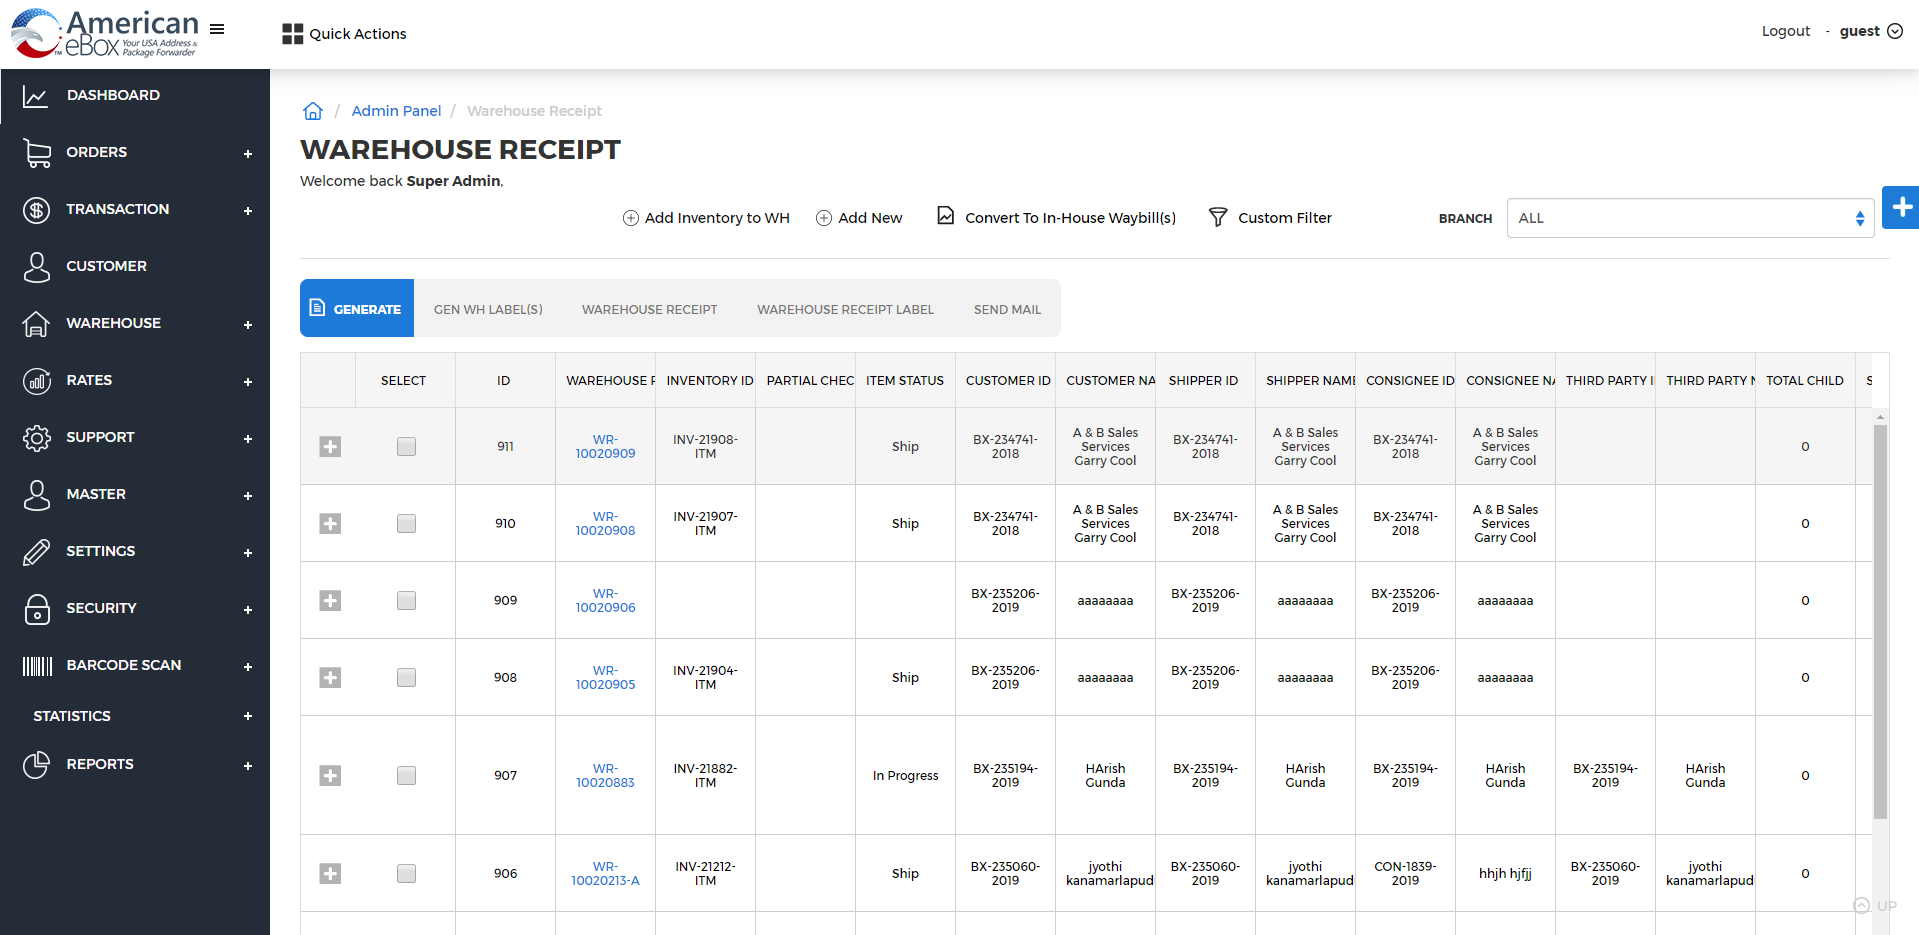 American
eBox Your USA Address &
Package Forwarder
TM
Quick Actions
Logout - guest
DASHBOARD
ORDERS +
TRANSACTION +
CUSTOMER
WAREHOUSE +
RATES +
SUPPORT +
MASTER +
SETTINGS +
SECURITY +
BARCODE SCAN +
STATISTICS +
REPORTS +
/ Admin Panel / Warehouse Receipt
WAREHOUSE RECEIPT
Welcome back Super Admin,
Add Inventory to WH Add New Convert To In-House Waybill(s) Custom Filter BRANCH ALL +
GENERATE GEN WH LABEL(S) WAREHOUSE RECEIPT WAREHOUSE RECEIPT LABEL SEND MAIL
SELECT ID WAREHOUSE INVENTORY ID PARTIAL CHEC ITEM STATUS CUSTOMER ID CUSTOMER NA SHIPPER ID SHIPPER NAME CONSIGNEE ID CONSIGNEE NA THIRD PARTY I THIRD PARTY N TOTAL CHILD S
911 WR-10020909 INV-21908-ITM Ship BX-234741-2018 A & B Sales Services Garry Cool BX-234741-2018 A & B Sales Services Garry Cool BX-234741-2018 A & B Sales Services Garry Cool 0
910 WR-10020908 INV-21907-ITM Ship BX-234741-2018 A & B Sales Services Garry Cool BX-234741-2018 A & B Sales Services Garry Cool BX-234741-2018 A & B Sales Services Garry Cool 0
909 WR-10020906 BX-235206-2019 aaaaaaaa BX-235206-2019 aaaaaaaa BX-235206-2019 aaaaaaaa 0
908 WR-10020905 INV-21904-ITM Ship BX-235206-2019 aaaaaaaa BX-235206-2019 aaaaaaaa BX-235206-2019 aaaaaaaa 0
907 WR-10020883 INV-21882-ITM In Progress BX-235194-2019 HArish Gunda BX-235194-2019 HArish Gunda BX-235194-2019 HArish Gunda BX-235194-2019 HArish Gunda 0
906 WR-10020213-A INV-21212-ITM Ship BX-235060-2019 jyothi kanamarlapud BX-235060-2019 jyothi kanamarlapud CON-1839-2019 hhjh hjfjj BX-235060-2019 jyothi kanamarlapud 0
UP